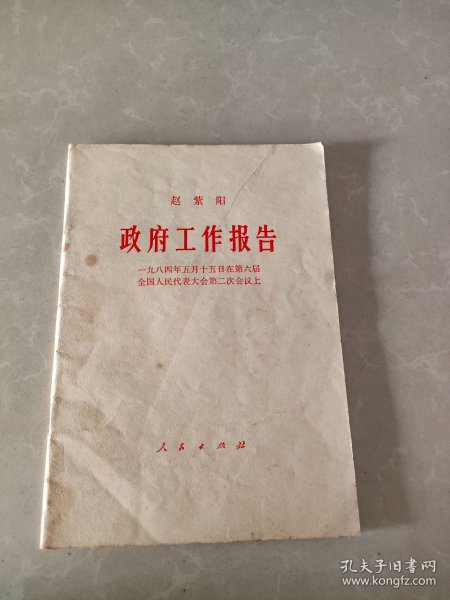 赵紫阳
政府工作报告
一九八四年五月十五日在第六届
全国人民代表大会第二次会议上
人民出版社
孔夫子旧书网
www.kongfz.com